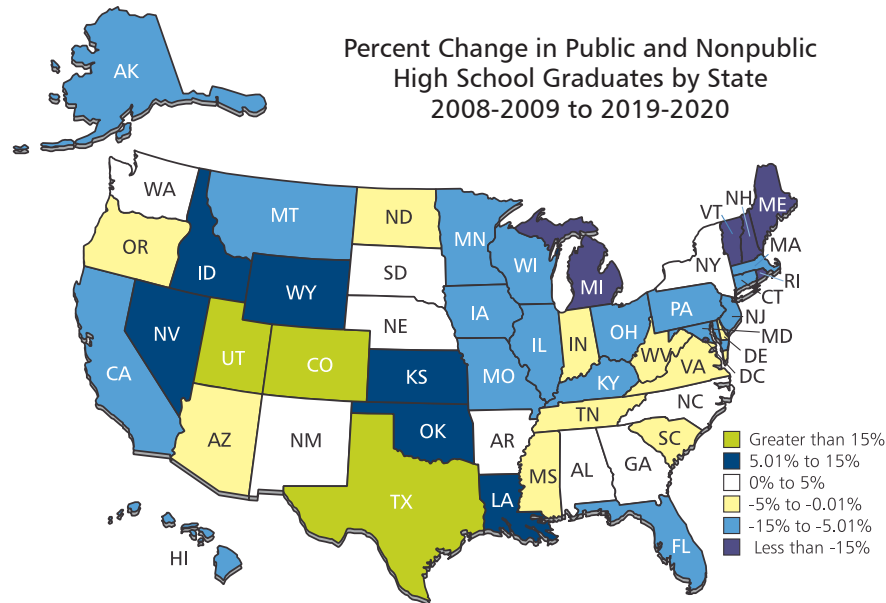 Percent Change in Public and Nonpublic
High School Graduates by State
2008-2009 to 2019-2020
AK
WA
MT
ND
MN
VT
NH
ME
OR
ID
SD
WI
MI
NY
MA
RI
CT
WY
NE
IA
PA
NJ
NV
UT
CO
KS
MO
IL
IN
OH
MD
DE
DC
CA
WV
VA
KY
NC
AZ
NM
OK
AR
TN
SC
TX
LA
MS
AL
GA
FL
HI
Greater than 15%
5.01% to 15%
0% to 5%
-5% to -0.01%
-15% to -5.01%
Less than -15%